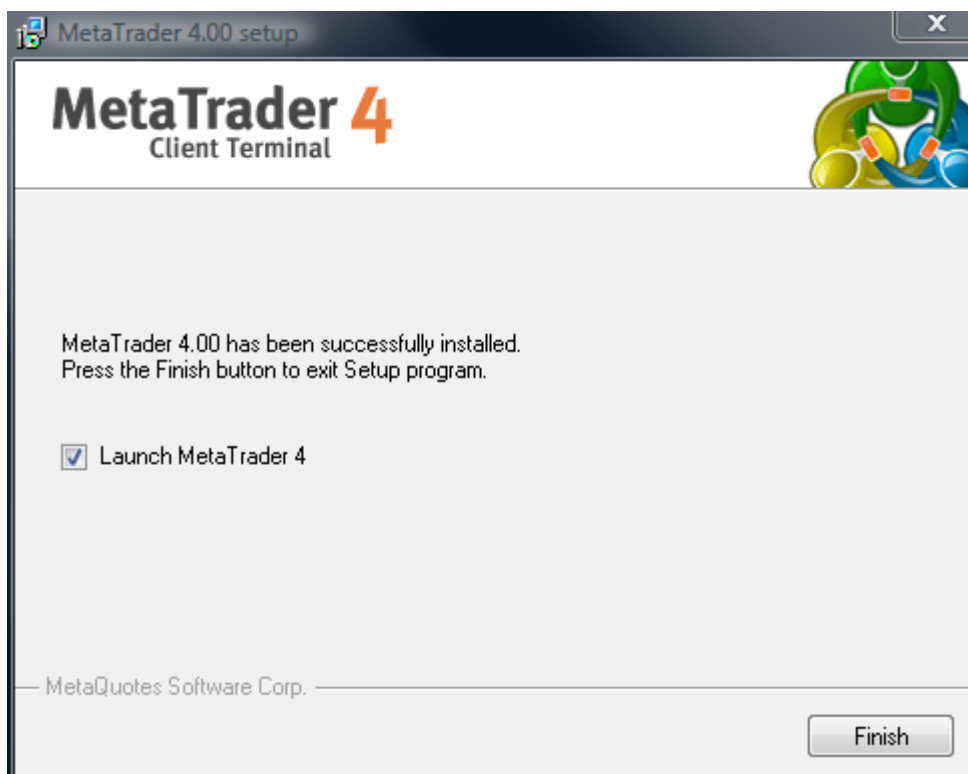 MetaTrader 4.00 setup
X
MetaTrader 4
Client Terminal
MetaTrader 4.00 has been successfully installed.
Press the Finish button to exit Setup program.
Launch MetaTrader 4
MetaQuotes Software Corp.
Finish